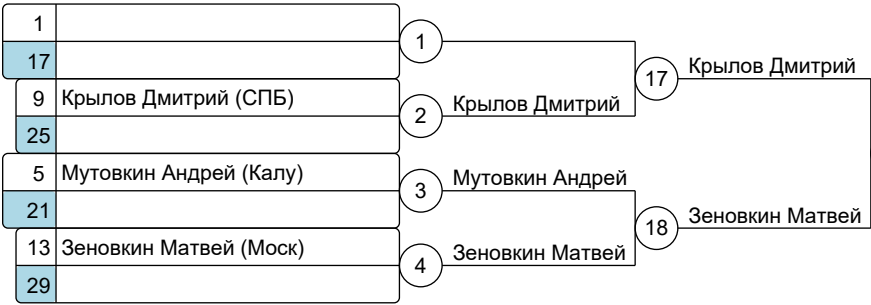 1
1
17
17
Крылов Дмитрий
9 Крылов Дмитрий (СПБ)
2
Крылов Дмитрий
25
5 Мутовкин Андрей (Калу)
3
Мутовкин Андрей
21
18
Зеновкин Матвей
13 Зеновкин Матвей (Моск)
4
Зеновкин Матвей
29